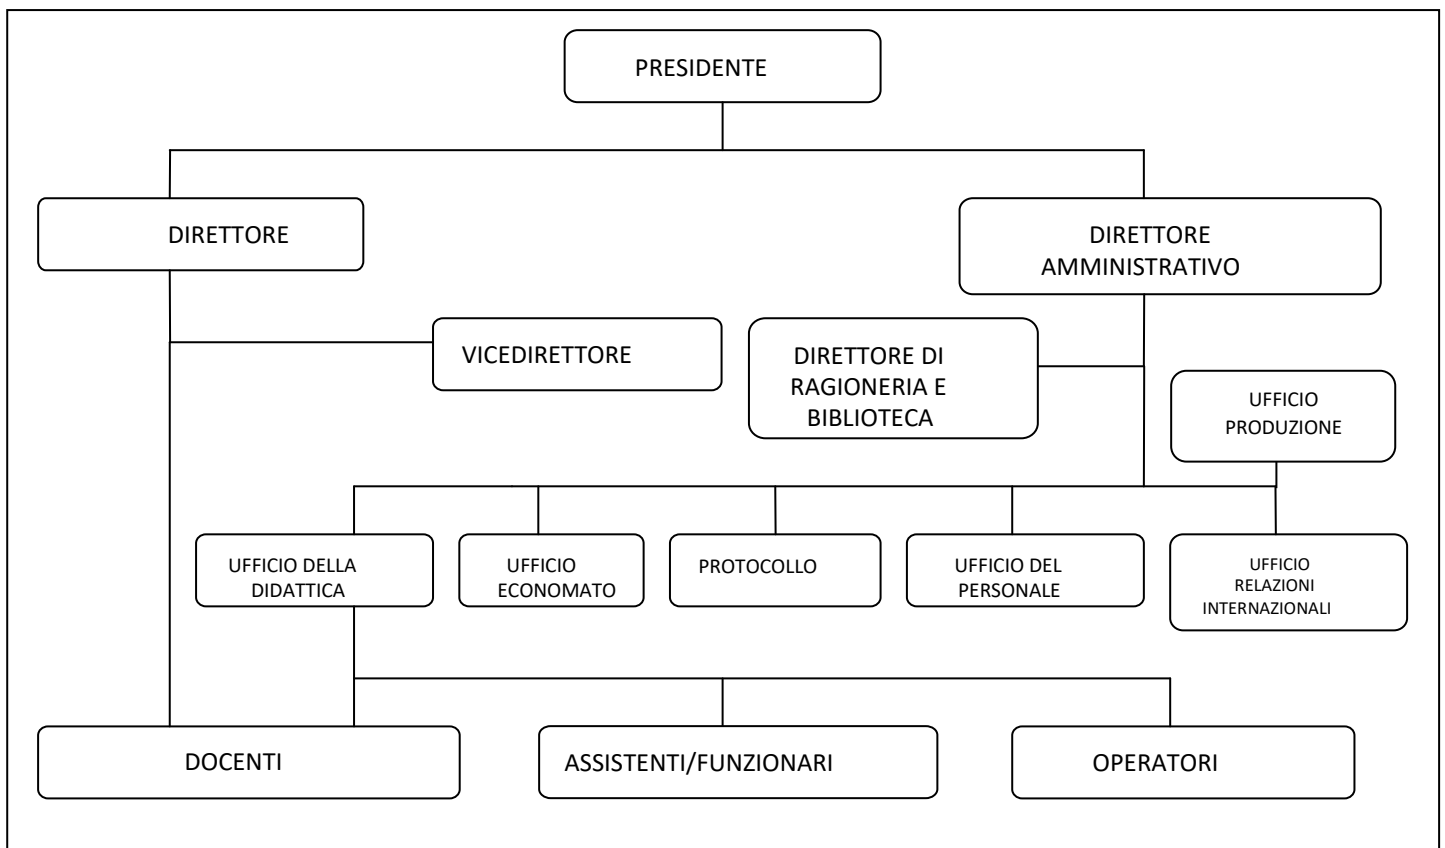 PRESIDENTE
DIRETTORE
DIRETTORE
AMMINISTRATIVO
VICEDIRETTORE
DIRETTORE DI
RAGIONERIA E
BIBLIOTECA
UFFICIO
PRODUZIONE
UFFICIO DELLA
DIDATTICA
UFFICIO
ECONOMATO
PROTOCOLLO
UFFICIO DEL
PERSONALE
UFFICIO
RELAZIONI
INTERNAZIONALI
DOCENTI
ASSISTENTI/FUNZIONARI
OPERATORI